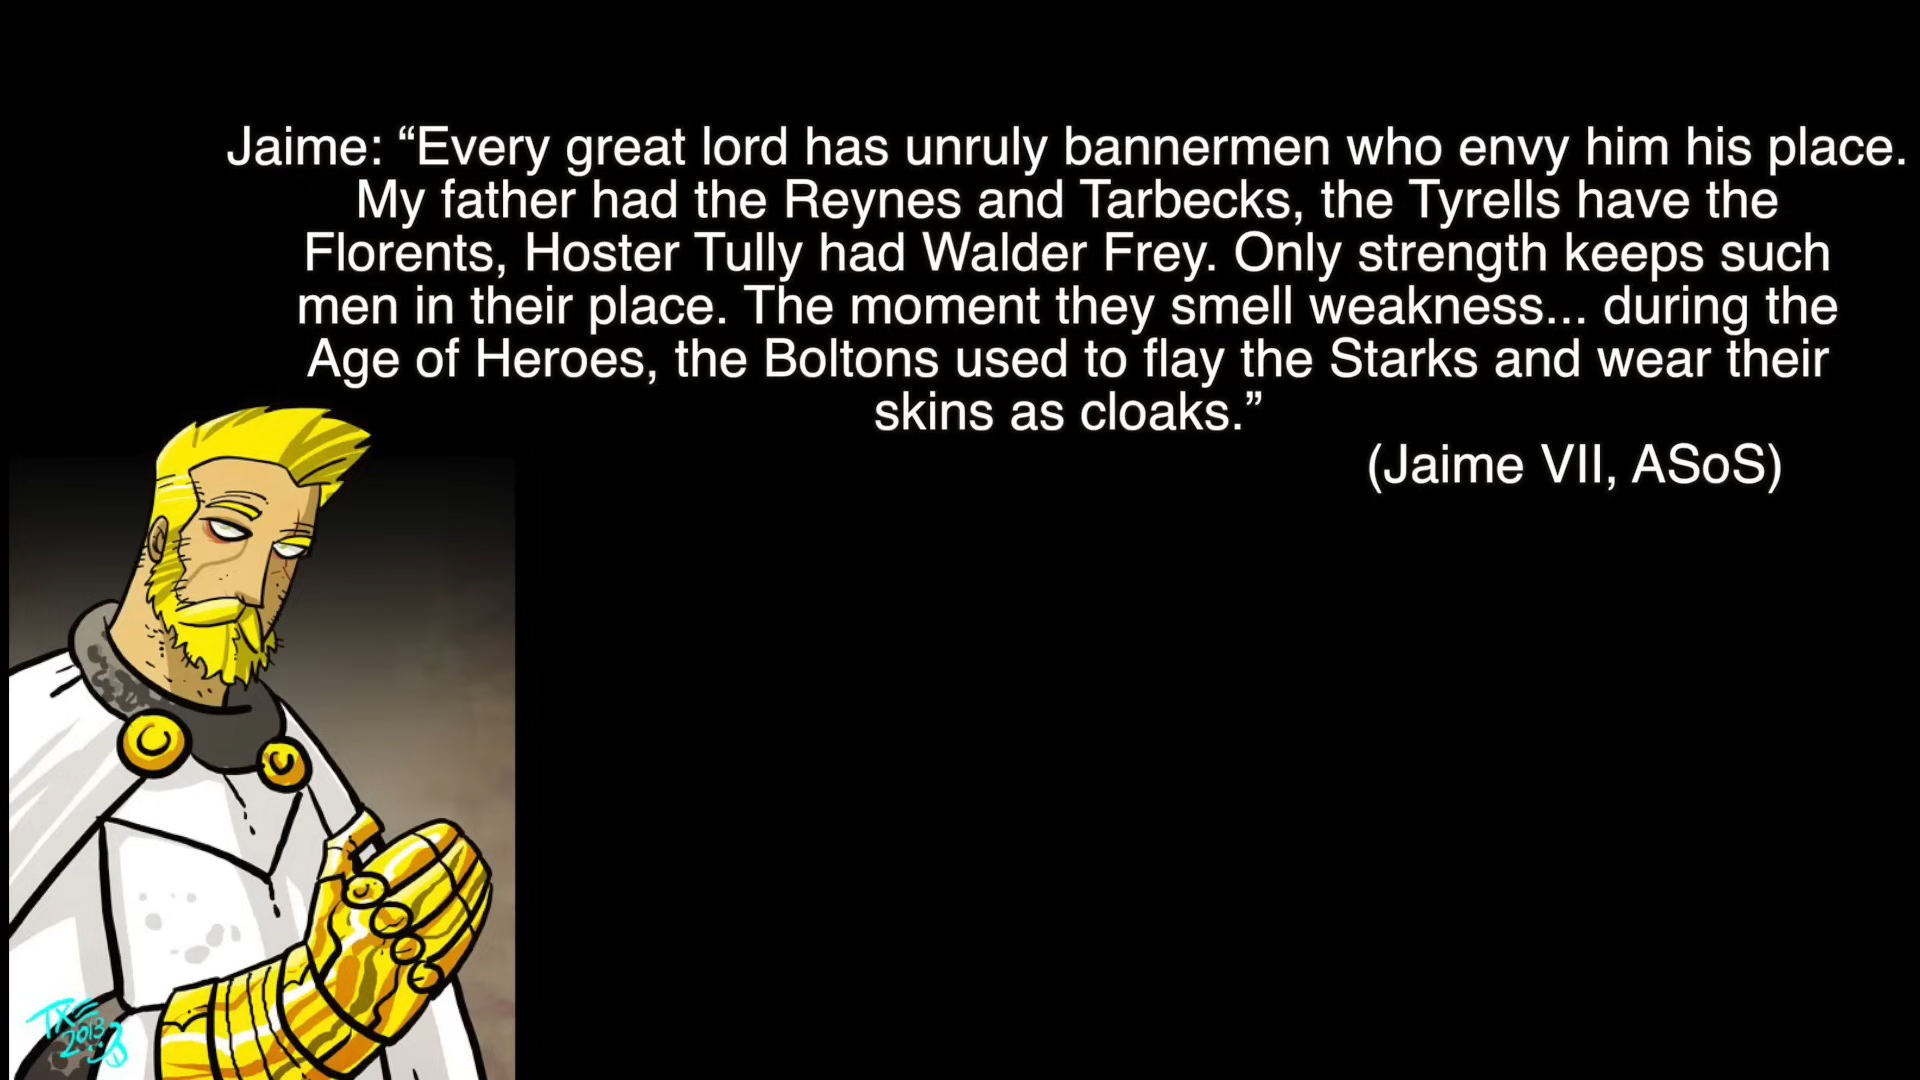 Jaime: “Every great lord has unruly bannermen who envy him his place.
My father had the Reynes and Tarbecks, the Tyrells have the
Florents, Hoster Tully had Walder Frey. Only strength keeps such
men in their place. The moment they smell weakness... during the
Age of Heroes, the Boltons used to flay the Starks and wear their
skins as cloaks.”
(Jaime VII, ASoS)
TXE
2013